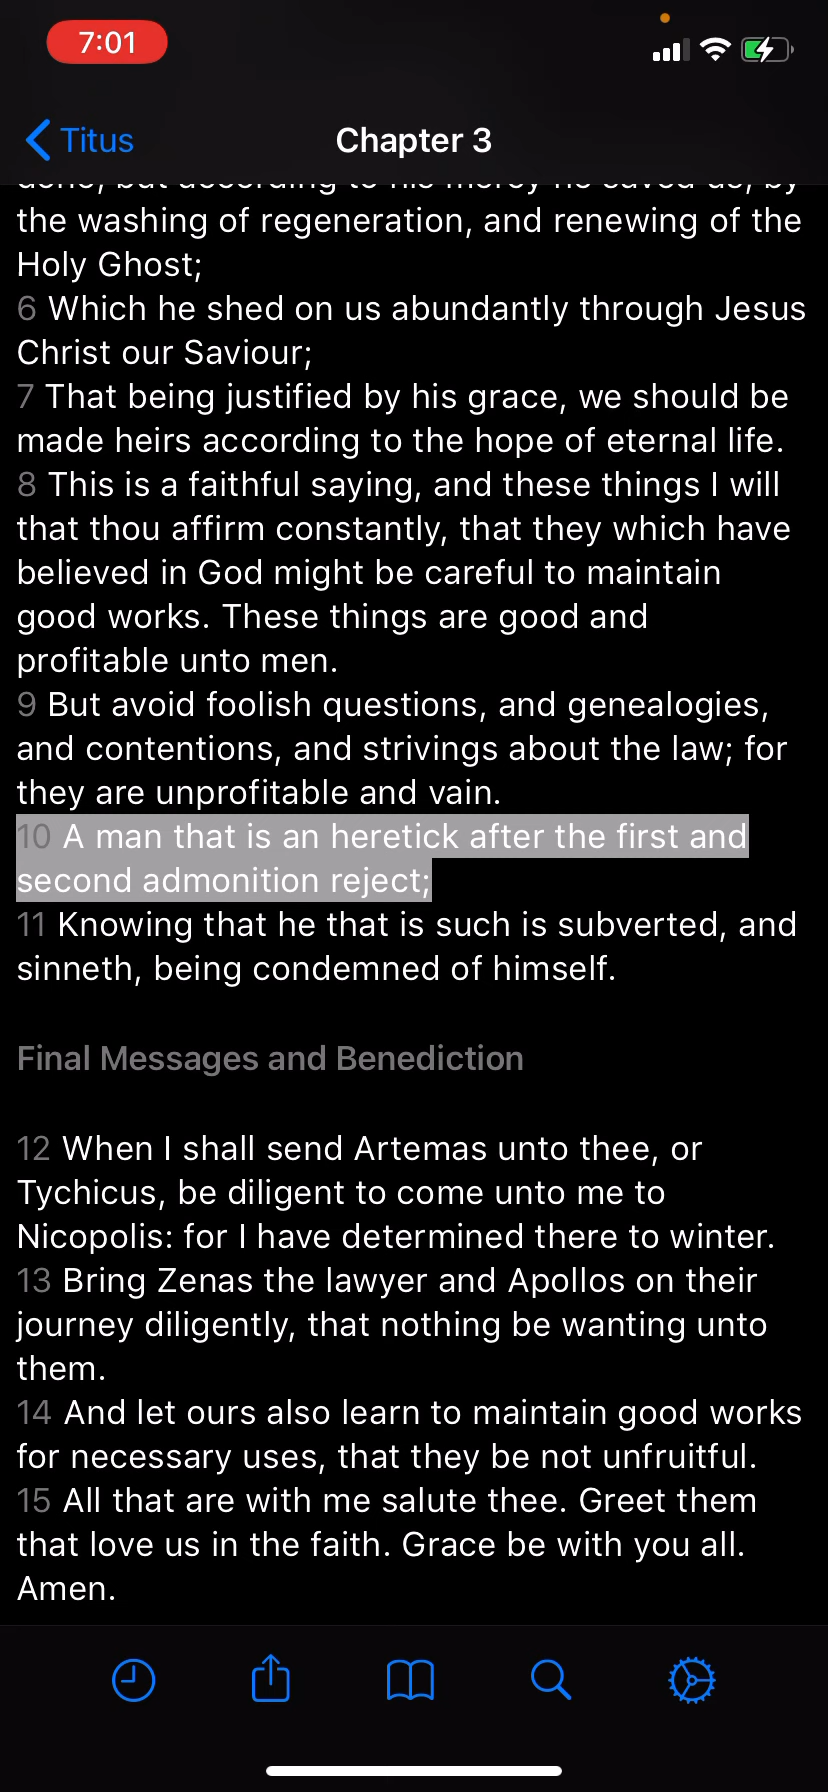 7:01
Titus
Chapter 3
done, but according to his mercy he saved us, by
the washing of regeneration, and renewing of the
Holy Ghost;
6 Which he shed on us abundantly through Jesus
Christ our Saviour;
7 That being justified by his grace, we should be
made heirs according to the hope of eternal life.
8 This is a faithful saying, and these things I will
that thou affirm constantly, that they which have
believed in God might be careful to maintain
good works. These things are good and
profitable unto men.
9 But avoid foolish questions, and genealogies,
and contentions, and strivings about the law; for
they are unprofitable and vain.
10 A man that is an heretick after the first and
second admonition reject;
11 Knowing that he that is such is subverted, and
sinneth, being condemned of himself.
Final Messages and Benediction
12 When I shall send Artemas unto thee, or
Tychicus, be diligent to come unto me to
Nicopolis: for I have determined there to winter.
13 Bring Zenas the lawyer and Apollos on their
journey diligently, that nothing be wanting unto
them.
14 And let ours also learn to maintain good works
for necessary uses, that they be not unfruitful.
15 All that are with me salute thee. Greet them
that love us in the faith. Grace be with you all.
Amen.